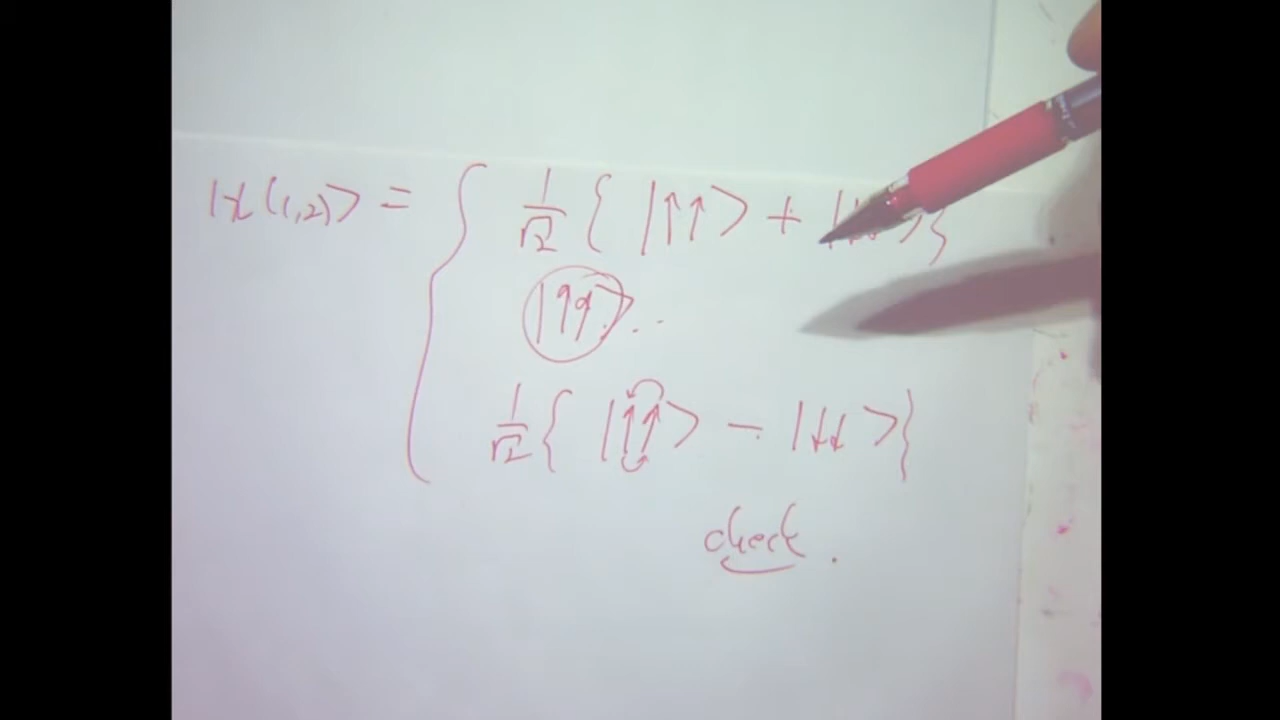 |χ(1,2)⟩ =
1/√2 { |↑↑⟩ + |↓↓⟩ }
|↑↑⟩ ...
1/√2 { |↑↑⟩ − |↓↓⟩ }
check.